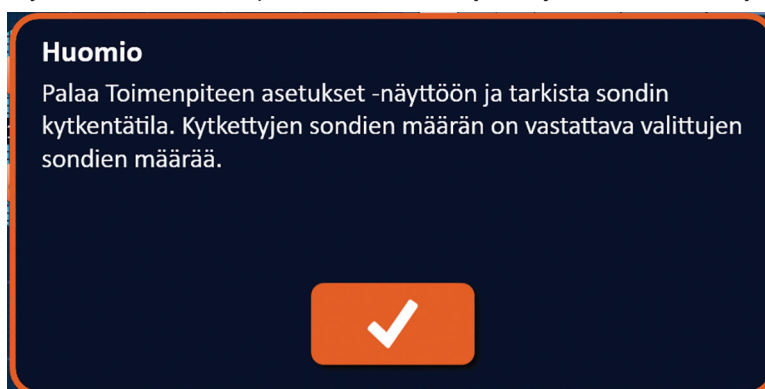 Huomio
Palaa Toimenpiteen asetukset -näyttöön ja tarkista sondin
kytkentätila. Kytkettyjen sondien määrän on vastattava valittujen
sondien määrää.